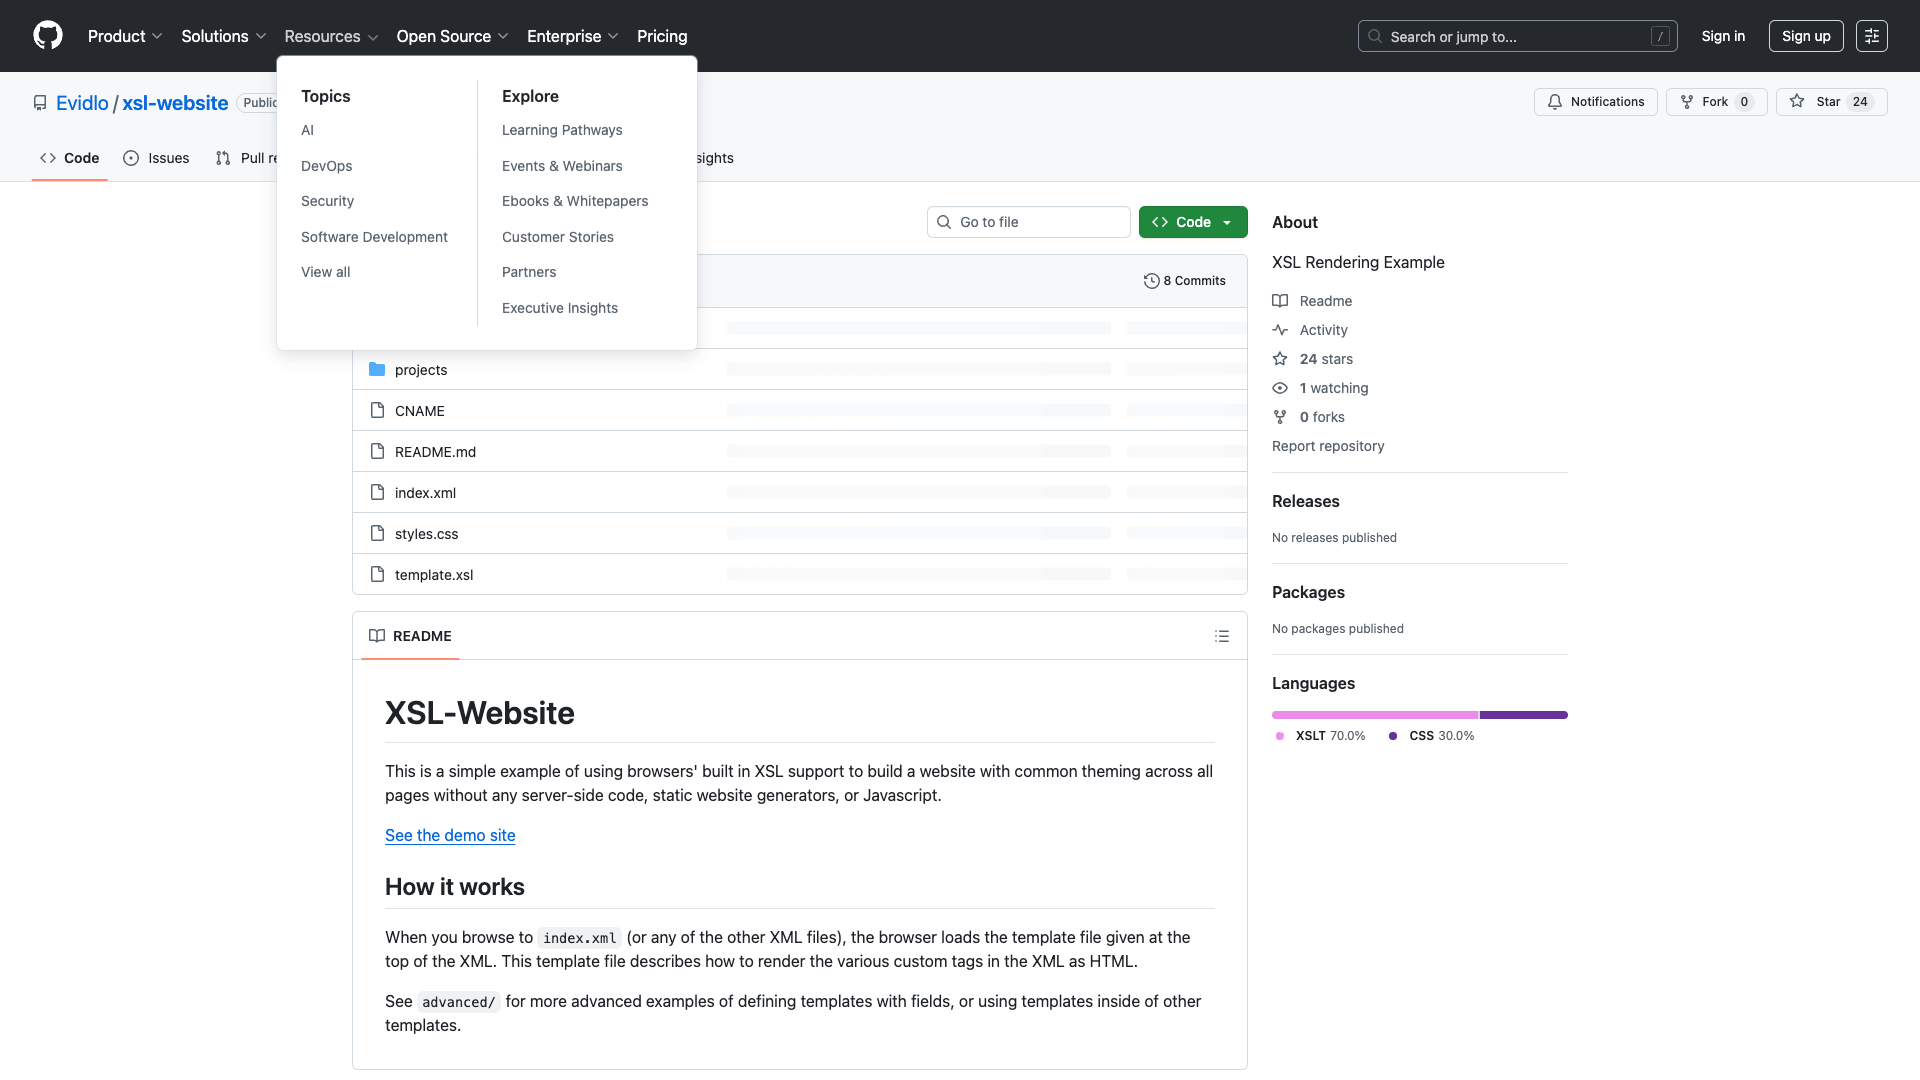 Product
Solutions
Resources
Open Source
Enterprise
Pricing
Search or jump to...
/
Sign in
Sign up
Evidlo / xsl-website
Notifications
Fork 0
Star 24
Code
Issues
Topics
AI
DevOps
Security
Software Development
View all
Explore
Learning Pathways
Events & Webinars
Ebooks & Whitepapers
Customer Stories
Partners
Executive Insights
Go to file
Code
8 Commits
projects
CNAME
README.md
index.xml
styles.css
template.xsl
README
XSL-Website
This is a simple example of using browsers' built in XSL support to build a website with common theming across all
pages without any server-side code, static website generators, or Javascript.
See the demo site
How it works
When you browse to index.xml (or any of the other XML files), the browser loads the template file given at the
top of the XML. This template file describes how to render the various custom tags in the XML as HTML.
See advanced/ for more advanced examples of defining templates with fields, or using templates inside of other
templates.
About
XSL Rendering Example
Readme
Activity
24 stars
1 watching
0 forks
Report repository
Releases
No releases published
Packages
No packages published
Languages
XSLT 70.0%
CSS 30.0%